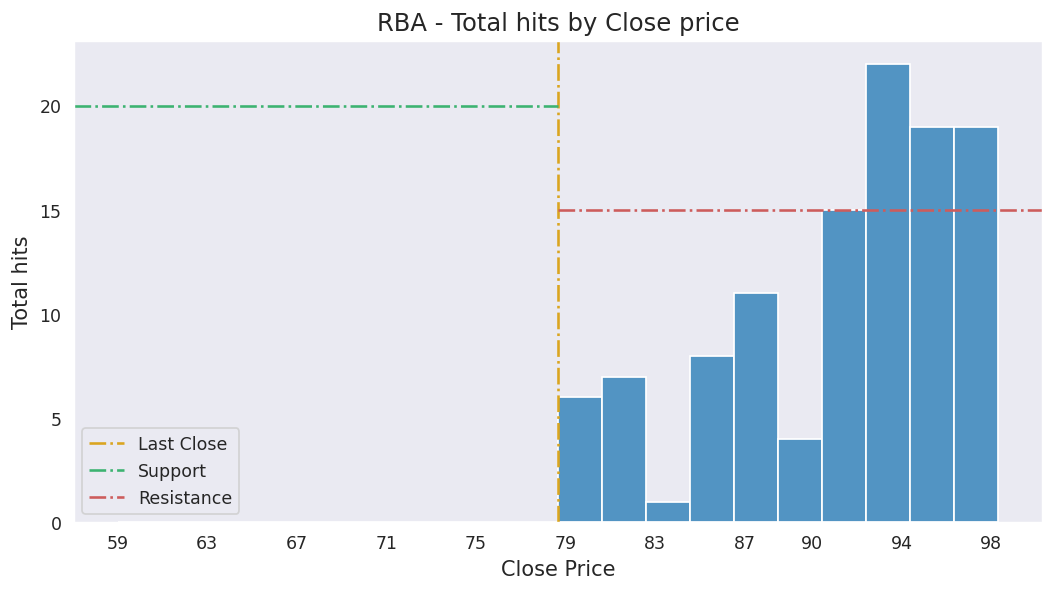 RBA - Total hits by Close price
Total hits
20
15
10
5
0
Last Close
Support
Resistance
59 63 67 71 75 79 83 87 90 94 98
Close Price